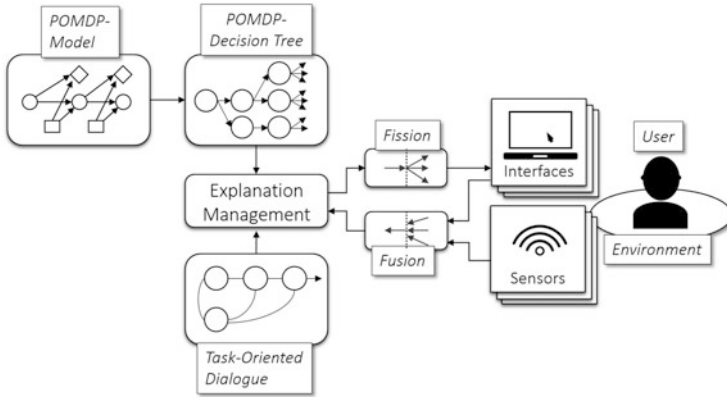 POMDP-
Model
POMDP-
Decision Tree
Fission
User
Interfaces
Explanation
Management
Fusion
Sensors
Environment
Task-Oriented
Dialogue